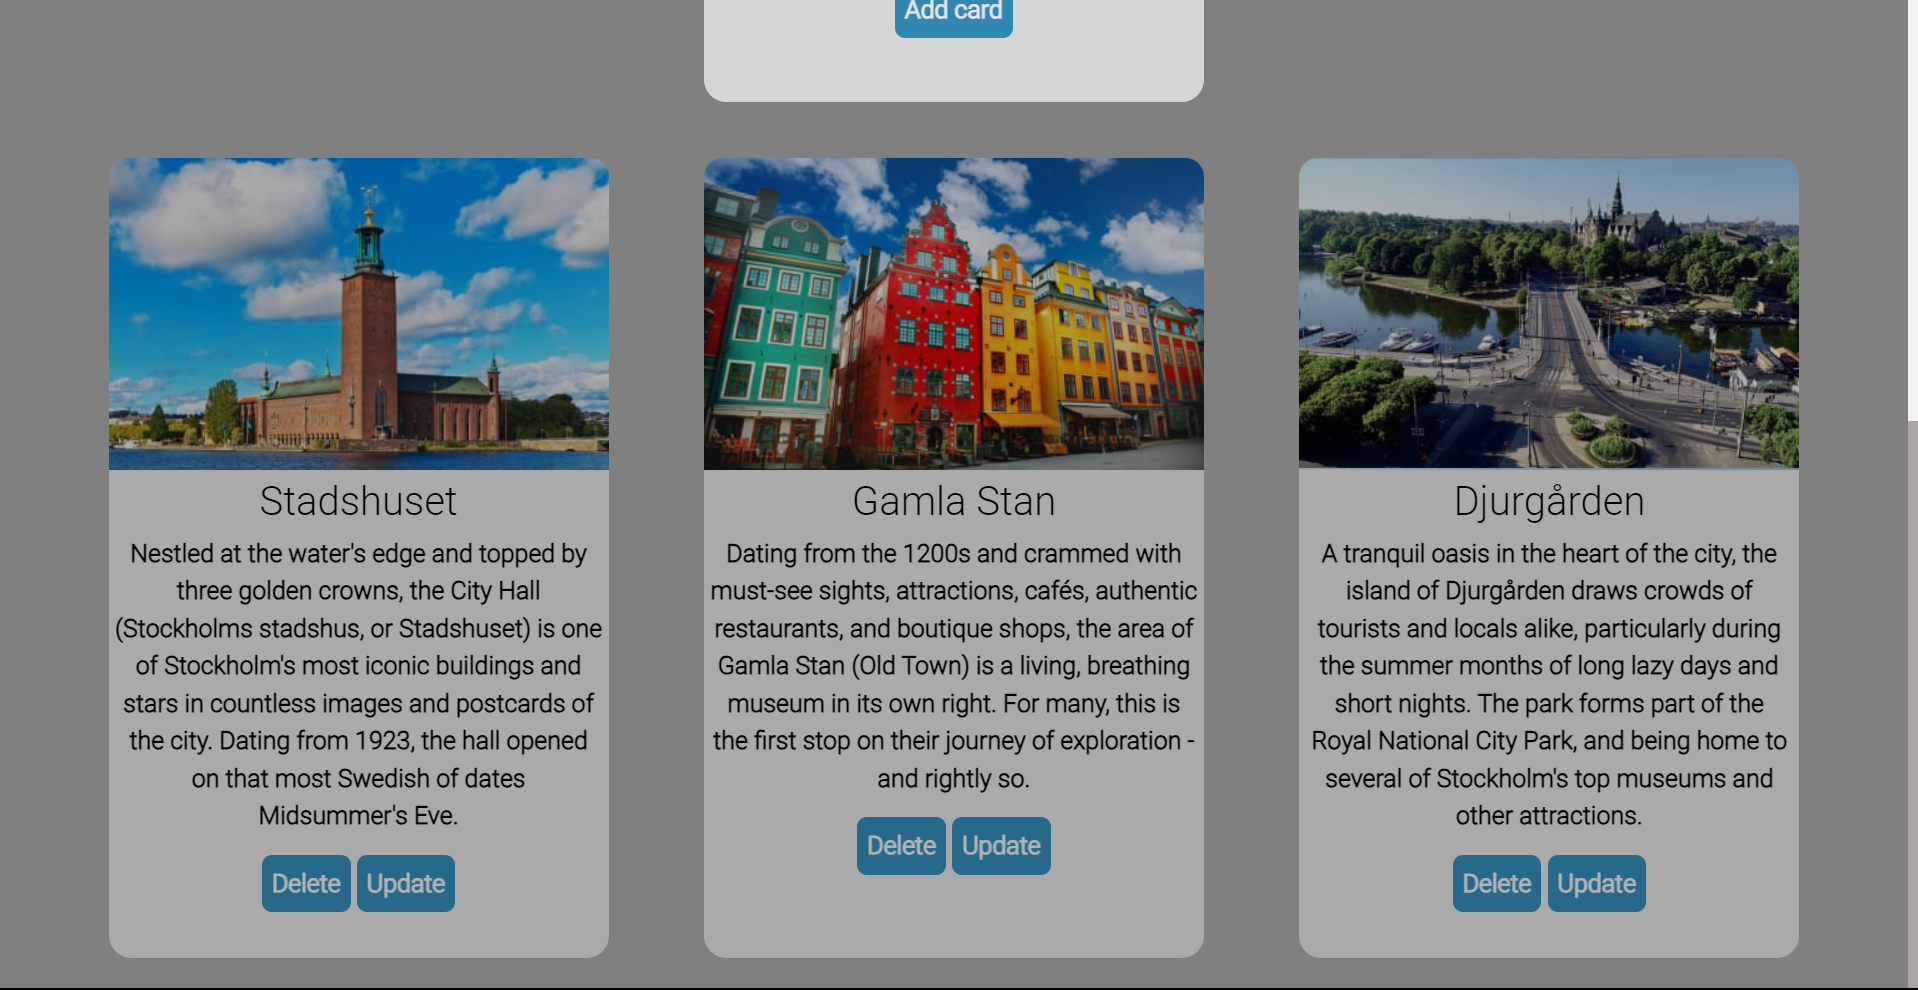 Add card
Stadshuset
Nestled at the water's edge and topped by
three golden crowns, the City Hall
(Stockholms stadshus, or Stadshuset) is one
of Stockholm's most iconic buildings and
stars in countless images and postcards of
the city. Dating from 1923, the hall opened
on that most Swedish of dates
Midsummer's Eve.
Delete Update
Gamla Stan
Dating from the 1200s and crammed with
must-see sights, attractions, cafés, authentic
restaurants, and boutique shops, the area of
Gamla Stan (Old Town) is a living, breathing
museum in its own right. For many, this is
the first stop on their journey of exploration -
and rightly so.
Delete Update
Djurgården
A tranquil oasis in the heart of the city, the
island of Djurgården draws crowds of
tourists and locals alike, particularly during
the summer months of long lazy days and
short nights. The park forms part of the
Royal National City Park, and being home to
several of Stockholm's top museums and
other attractions.
Delete Update